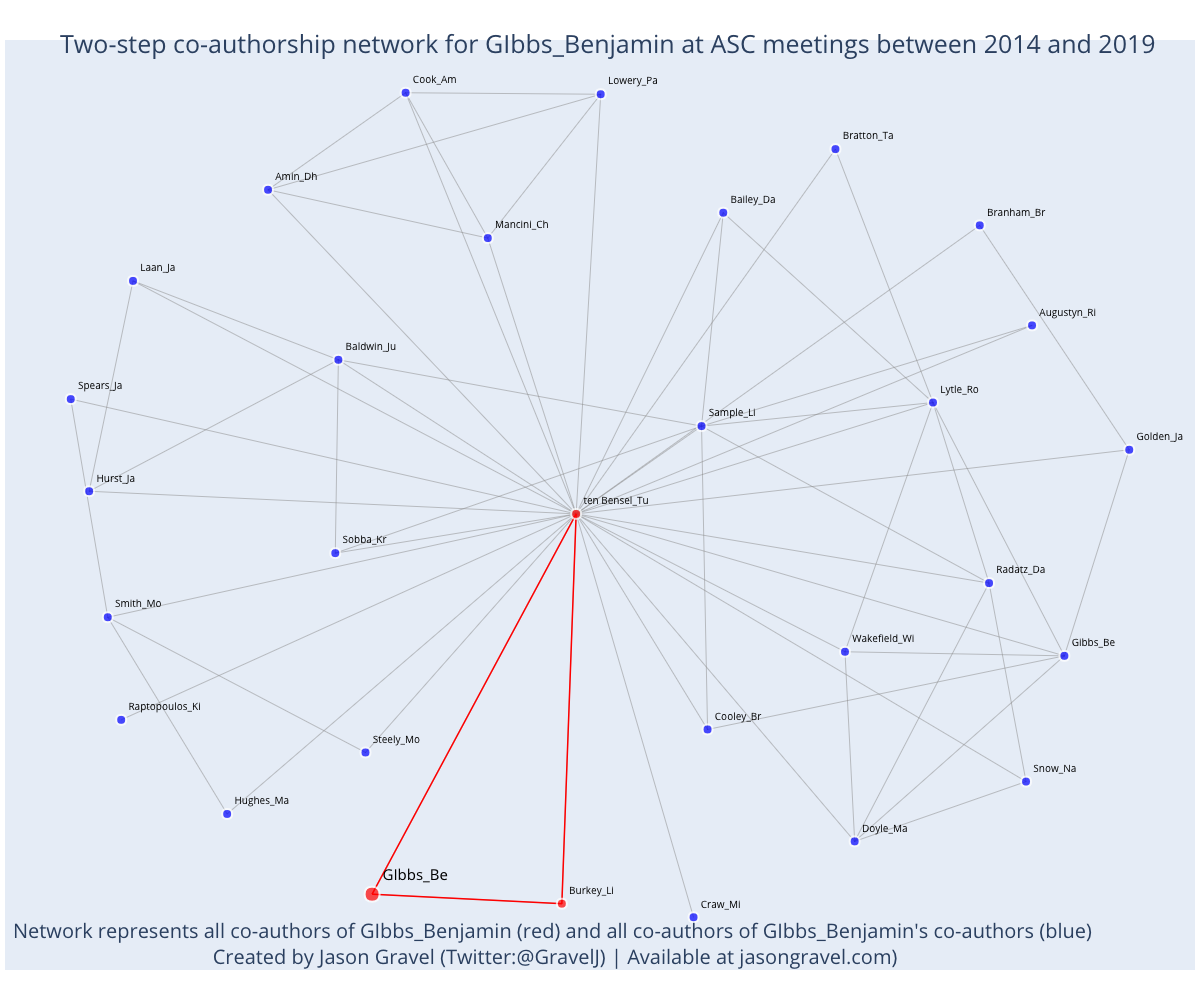 Two-step co-authorship network for GIbbs_Benjamin at ASC meetings between 2014 and 2019
Cook_Am
Lowery_Pa
Bratton_Ta
Amin_Dh
Bailey_Da
Branham_Br
Mancini_Ch
Laan_Ja
Augustyn_Ri
Baldwin_Ju
Spears_Ja
Lytle_Ro
Sample_Li
Golden_Ja
Hurst_Ja
ten Bensel_Tu
Sobba_Kr
Radatz_Da
Smith_Mo
Wakefield_Wi
Gibbs_Be
Raptopoulos_Ki
Cooley_Br
Steely_Mo
Snow_Na
Hughes_Ma
Doyle_Ma
GIbbs_Be
Burkey_Li
Craw_Mi
Network represents all co-authors of GIbbs_Benjamin (red) and all co-authors of GIbbs_Benjamin's co-authors (blue)
Created by Jason Gravel (Twitter:@GravelJ) | Available at jasongravel.com)